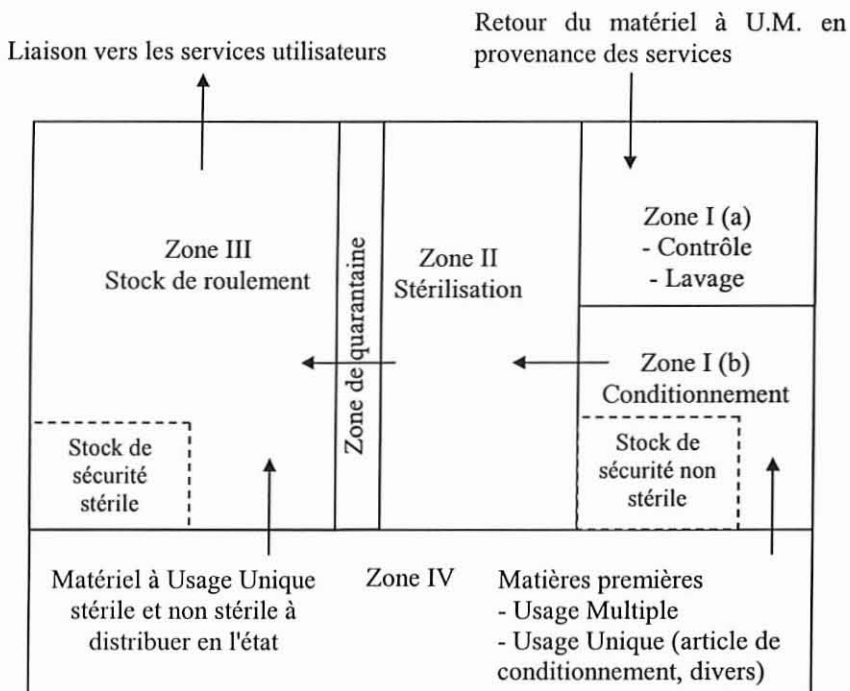 Liaison vers les services utilisateurs
Retour du matériel à U.M. en
provenance des services
Zone III
Stock de roulement
Zone de quarantaine
Zone II
Stérilisation
Zone I (a)
- Contrôle
- Lavage
Zone I (b)
Conditionnement
Stock de
sécurité
stérile
Stock de
sécurité non
stérile
Matériel à Usage Unique
stérile et non stérile à
distribuer en l'état
Zone IV
Matières premières
- Usage Multiple
- Usage Unique (article de
conditionnement, divers)